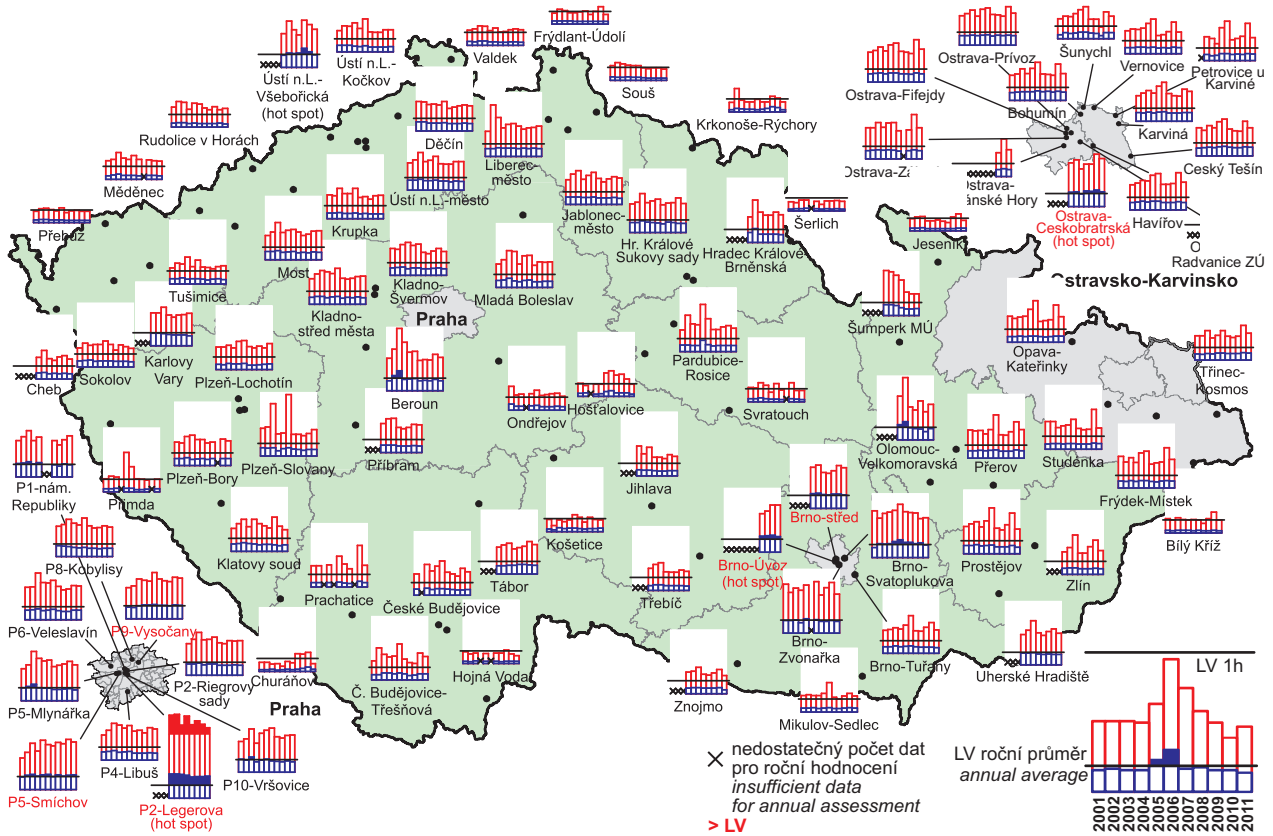 Ústí n.L.-
Všebořická
(hot spot)
Ústí n.L.-
Kočkov
Valdek
Frýdlant-Údolí
Souš
Krkonoše-Rýchory
Rudolice v Horách
Měděnec
Přebuz
Děčín
Liberec-
město
Ústí n.L.-město
Krupka
Jablonec-
město
Hr. Králové
Sukovy sady
Hradec Králové-
Brněnská
Šerlich
Jeseník
Ostrava-Přívoz
Šunychl
Vernovice
Petrovice u
Karviné
Ostrava-Fifejdy
Bohumín
Karviná
Český Těšín
Ostrava-
Havířov
Ostrava-
Českobratrská
(hot spot)
Radvanice ZÚ
stravsko-Karvinsko
Tušimice
Most
Kladno-
Švermov
Kladno-
střed města
Mladá Boleslav
Praha
Šumperk MÚ
Opava-
Kateřinky
Třinec-
Kosmos
Cheb
Sokolov
Karlovy
Vary
Plzeň-Lochotín
Beroun
Ondřejov
Hošťalovice
Pardubice-
Rosice
Svratouch
P1-nám.
Republiky
Přimda
Plzeň-Bory
Plzeň-Slovany
Příbram
Jihlava
Olomouc-
Velkomoravská
Přerov
Studénka
Frýdek-Místek
Bílý Kříž
P8-Kobylisy
Klatovy soud
Prachatice
České Budějovice
Tábor
Košetice
Třebíč
Brno-střed
Brno-Úvoz
(hot spot)
Brno-
Svatoplukova
Prostějov
Zlín
P6-Veleslavín
P9-Vysočany
P2-Riegrovy
sady
P5-Mlynářka
P4-Libuš
P5-Smíchov
P2-Legerova
(hot spot)
P10-Vršovice
Praha
Churáňov
Č. Budějovice-
Třešňová
Hojná Voda
Znojmo
Brno-
Zvonařka
Mikulov-Sedlec
Brno-Tuřany
Uherské Hradiště
× nedostatečný počet dat
pro roční hodnocení
insufficient data
for annual assessment
> LV
LV 1h
LV roční průměr
annual average
2001 2002 2003 2004 2005 2006 2007 2008 2009 2010 2011